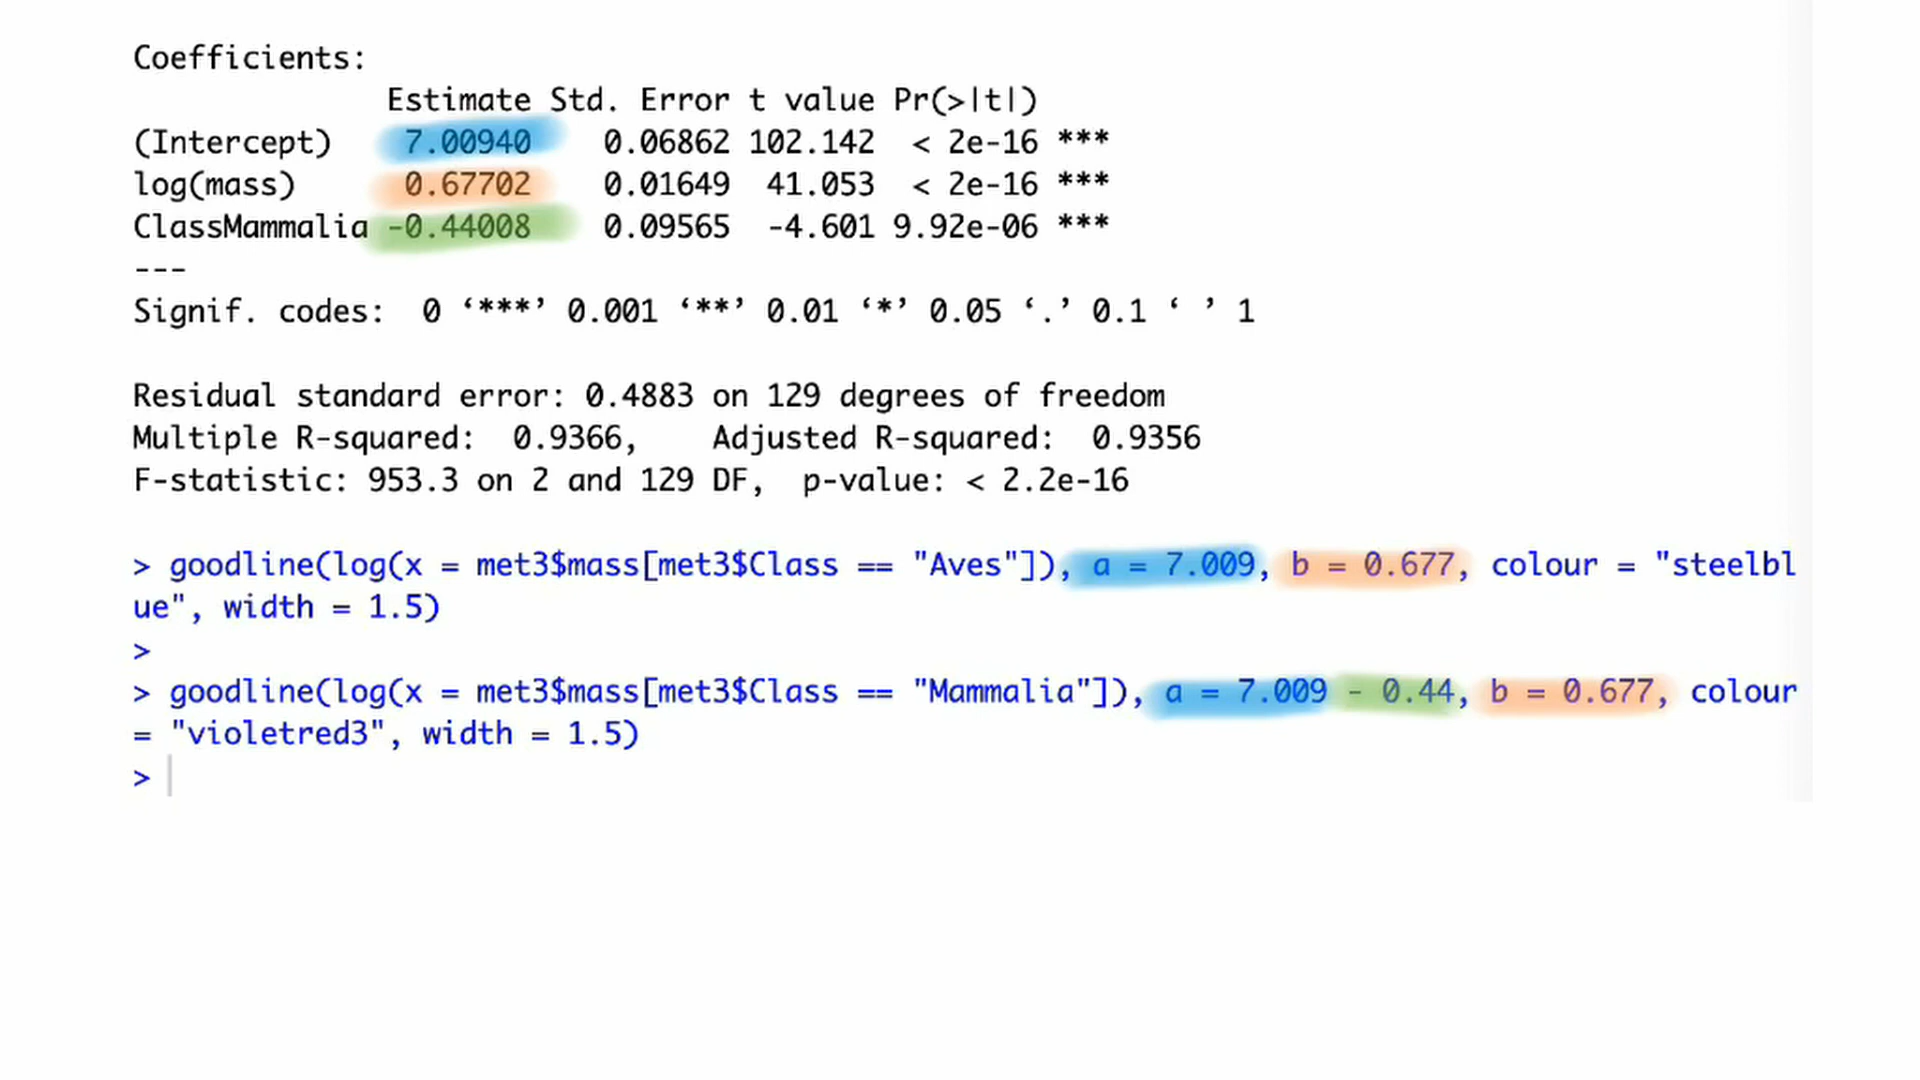 Coefficients:
Estimate Std. Error t value Pr(>|t|)
(Intercept) 7.00940 0.06862 102.142 < 2e-16 ***
log(mass) 0.67702 0.01649 41.053 < 2e-16 ***
ClassMammalia -0.44008 0.09565 -4.601 9.92e-06 ***
---
Signif. codes: 0 ‘***’ 0.001 ‘**’ 0.01 ‘*’ 0.05 ‘.’ 0.1 ‘ ’ 1
Residual standard error: 0.4883 on 129 degrees of freedom
Multiple R-squared: 0.9366, Adjusted R-squared: 0.9356
F-statistic: 953.3 on 2 and 129 DF, p-value: < 2.2e-16
> goodline(log(x = met3$mass[met3$Class == "Aves"]), a = 7.009, b = 0.677, colour = "steelbl
ue", width = 1.5)
>
> goodline(log(x = met3$mass[met3$Class == "Mammalia"]), a = 7.009 - 0.44, b = 0.677, colour
= "violetred3", width = 1.5)
>